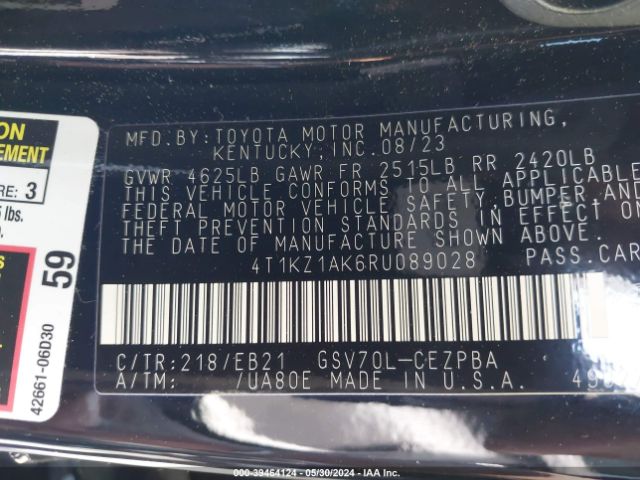 ON
EMENT
RE: 3
lbs.
59
42661-06D30
MFD.BY:TOYOTA MOTOR MANUFACTURING,
KENTUCKY, INC. 08/23
GVWR 4625LB GAWR FR 2515LB RR 2420LB
THIS VEHICLE CONFORMS TO ALL APPLICABLE
FEDERAL MOTOR VEHICLE SAFETY, BUMPER, AND
THEFT PREVENTION STANDARDS IN EFFECT ON
THE DATE OF MANUFACTURE SHOWN ABOVE.
4T1KZ1AK6RU089028 PASS.CAR
C/TR:218/EB21 GSV70L-CEZPBA
A/TM: /UA80E MADE IN U.S.A.
000-39464124 - 05/30/2024 - IAA Inc.